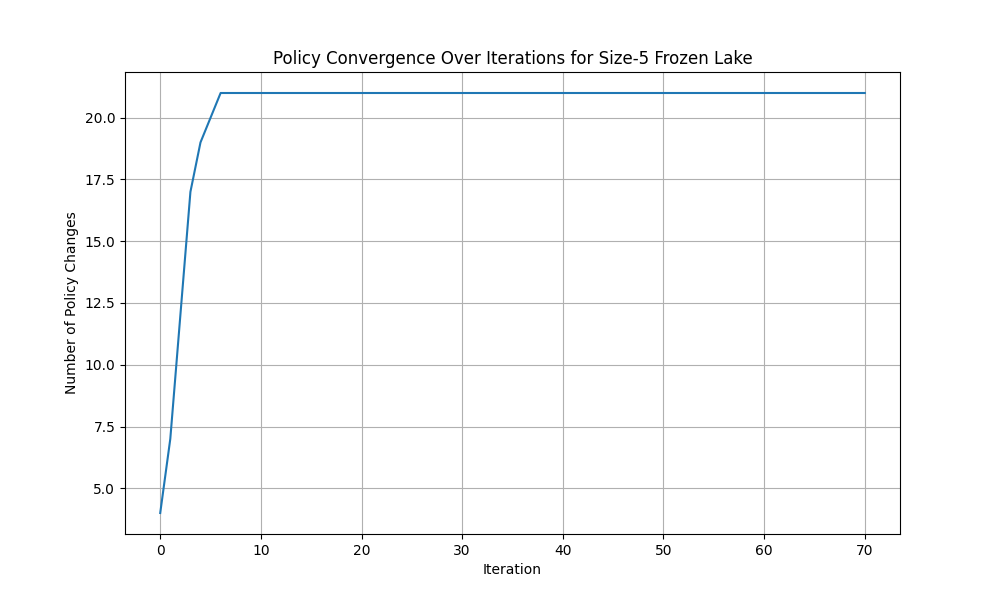 Policy Convergence Over Iterations for Size-5 Frozen Lake
Number of Policy Changes
20.0
17.5
15.0
12.5
10.0
7.5
5.0
0 10 20 30 40 50 60 70
Iteration